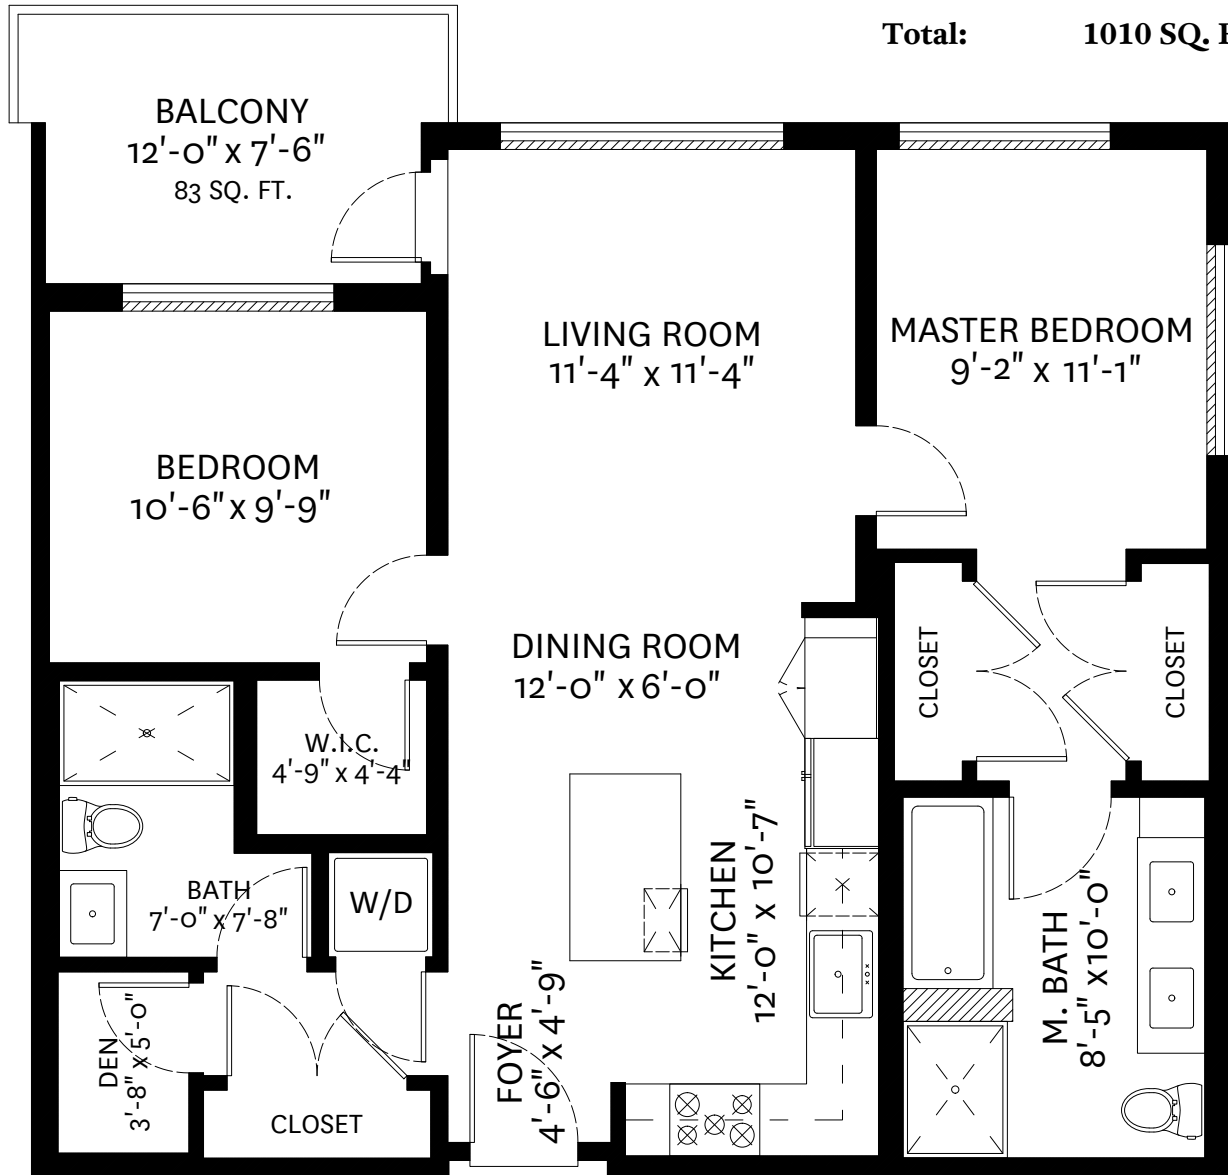 Total: 1010 SQ.
BALCONY
12'-0" x 7'-6"
83 SQ. FT.
LIVING ROOM
11'-4" x 11'-4"
MASTER BEDROOM
9'-2" x 11'-1"
BEDROOM
10'-6" x 9'-9"
DINING ROOM
12'-0" x 6'-0"
CLOSET
CLOSET
W.I.C.
4'-9" x 4'-4"
KITCHEN
12'-0" x 10'-7"
BATH
7'-0" x 7'-8"
W/D
M. BATH
8'-5" x10'-0"
DEN
3'-8" x 5'-0"
FOYER
4'-6" x 4'-9"
CLOSET